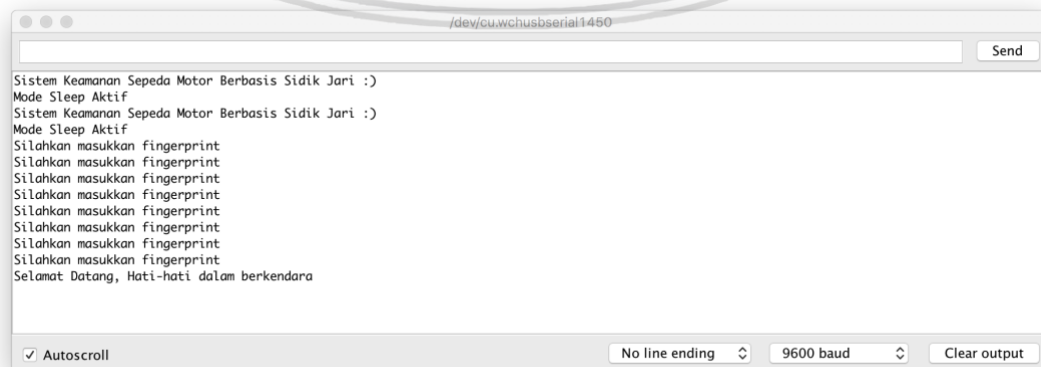 /dev/cu.wchusbserial1450
Send
Sistem Keamanan Sepeda Motor Berbasis Sidik Jari :)
Mode Sleep Aktif
Sistem Keamanan Sepeda Motor Berbasis Sidik Jari :)
Mode Sleep Aktif
Silahkan masukkan fingerprint
Silahkan masukkan fingerprint
Silahkan masukkan fingerprint
Silahkan masukkan fingerprint
Silahkan masukkan fingerprint
Silahkan masukkan fingerprint
Silahkan masukkan fingerprint
Silahkan masukkan fingerprint
Selamat Datang, Hati-hati dalam berkendara
Autoscroll No line ending 9600 baud Clear output